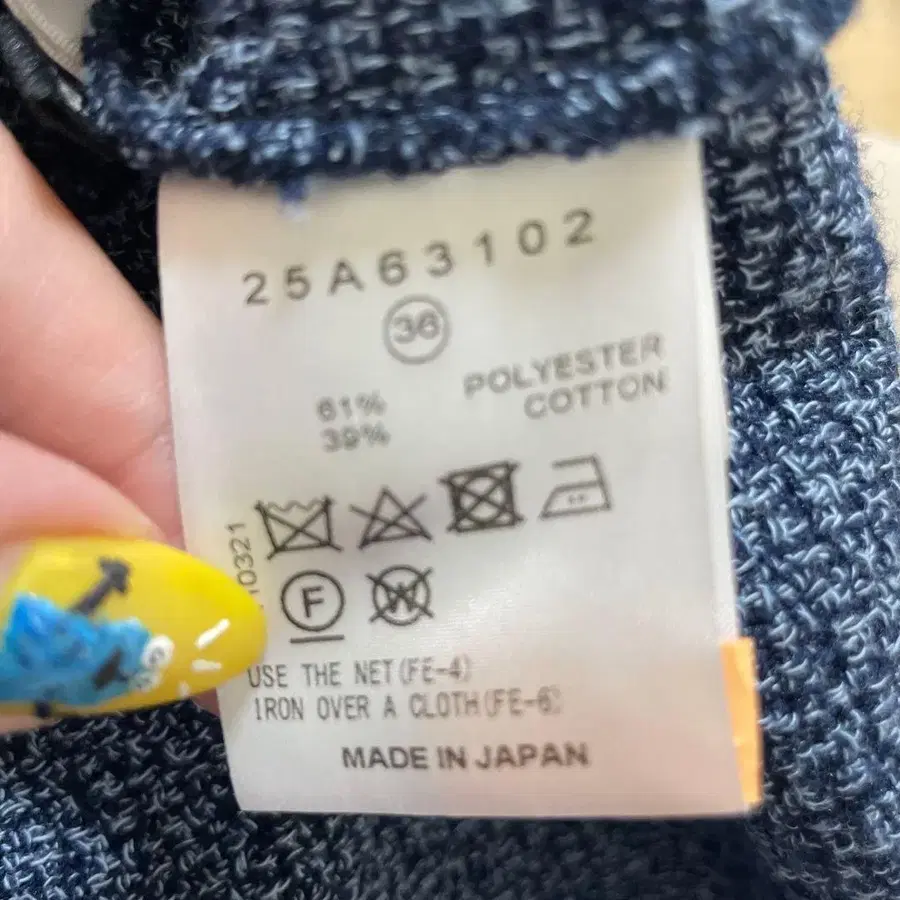 25A63102
36
61% POLYESTER
39% COTTON
10321
F W
USE THE NET(FE-4)
IRON OVER A CLOTH(FE-6)
MADE IN JAPAN